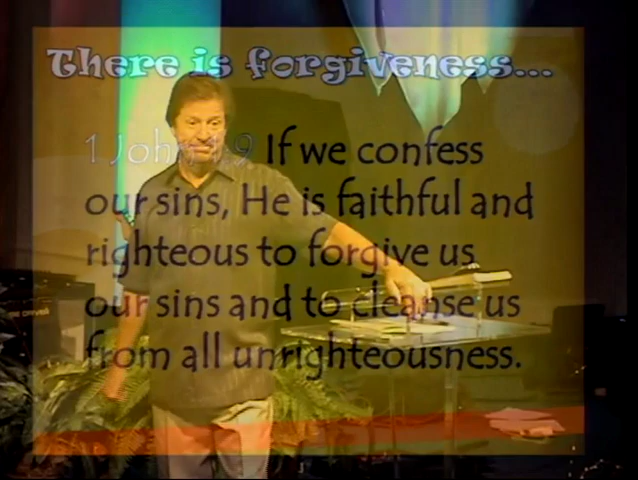 There is forgiveness...
1 John 1:9 If we confess
our sins, He is faithful and
righteous to forgive us
our sins and to cleanse us
from all unrighteousness.